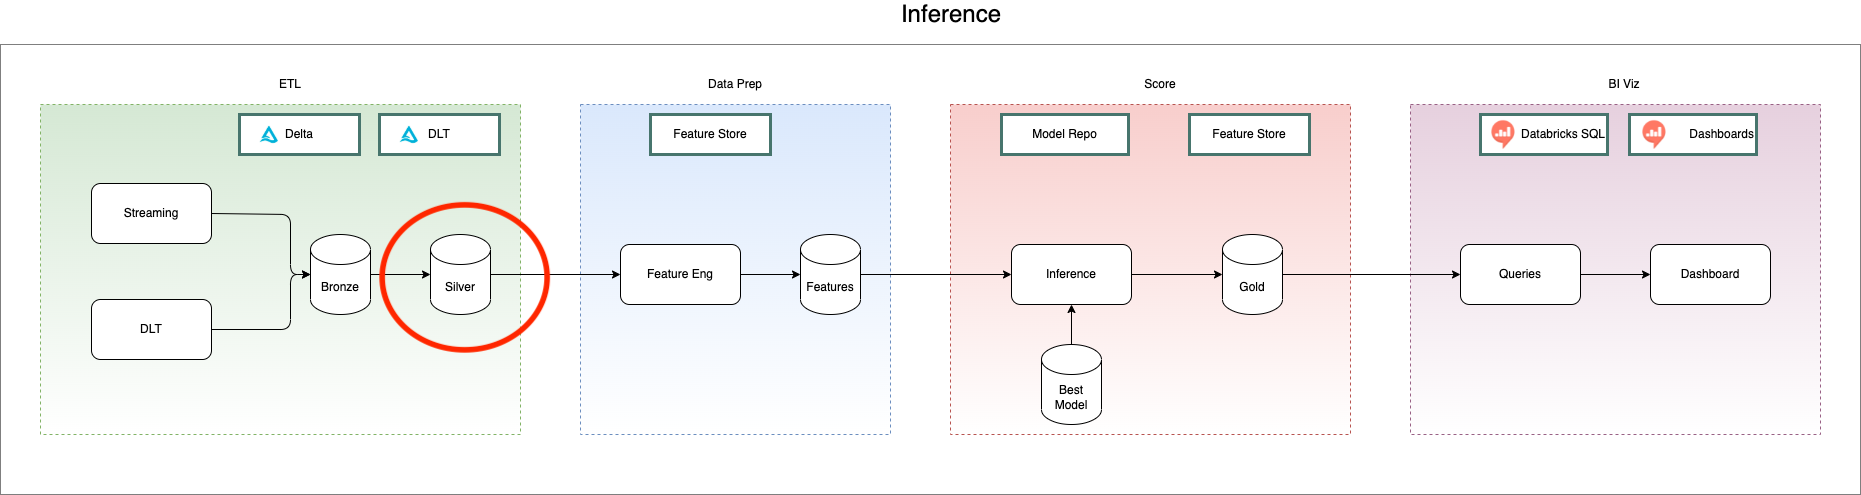 Inference
ETL
Data Prep
Score
BI Viz
Delta
DLT
Feature Store
Model Repo
Feature Store
Databricks SQL
Dashboards
Streaming
DLT
Bronze
Silver
Feature Eng
Features
Inference
Gold
Best
Model
Queries
Dashboard